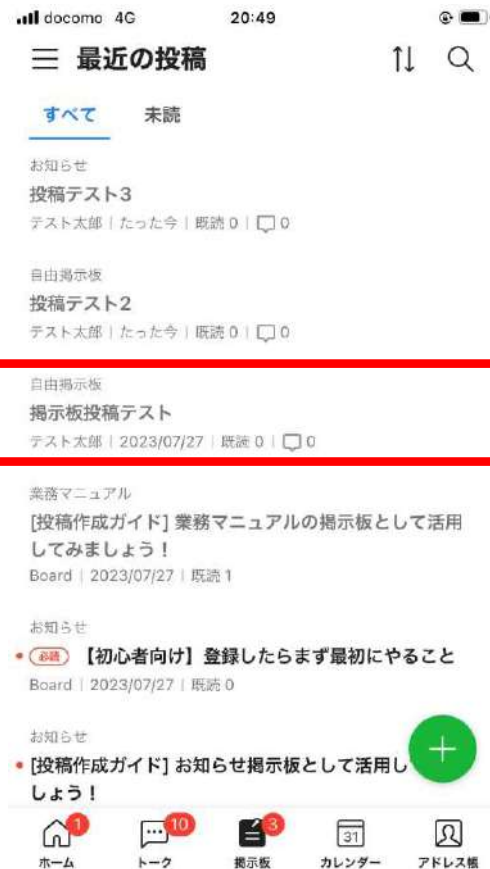 docomo 4G 20:49
最近の投稿
すべて 未読
お知らせ
投稿テスト3
テスト太郎 | たった今 | 既読 0 | 0
自由掲示板
投稿テスト2
テスト太郎 | たった今 | 既読 0 | 0
自由掲示板
掲示板投稿テスト
テスト太郎 | 2023/07/27 | 既読 0 | 0
業務マニュアル
[投稿作成ガイド] 業務マニュアルの掲示板として活用
してみましょう！
Board | 2023/07/27 | 既読 1
お知らせ
必読 【初心者向け】登録したらまず最初にやること
Board | 2023/07/27 | 既読 0
お知らせ
[投稿作成ガイド] お知らせ掲示板として活用し
しょう！
1 10 3 31
ホーム トーク 掲示板 カレンダー アドレス帳